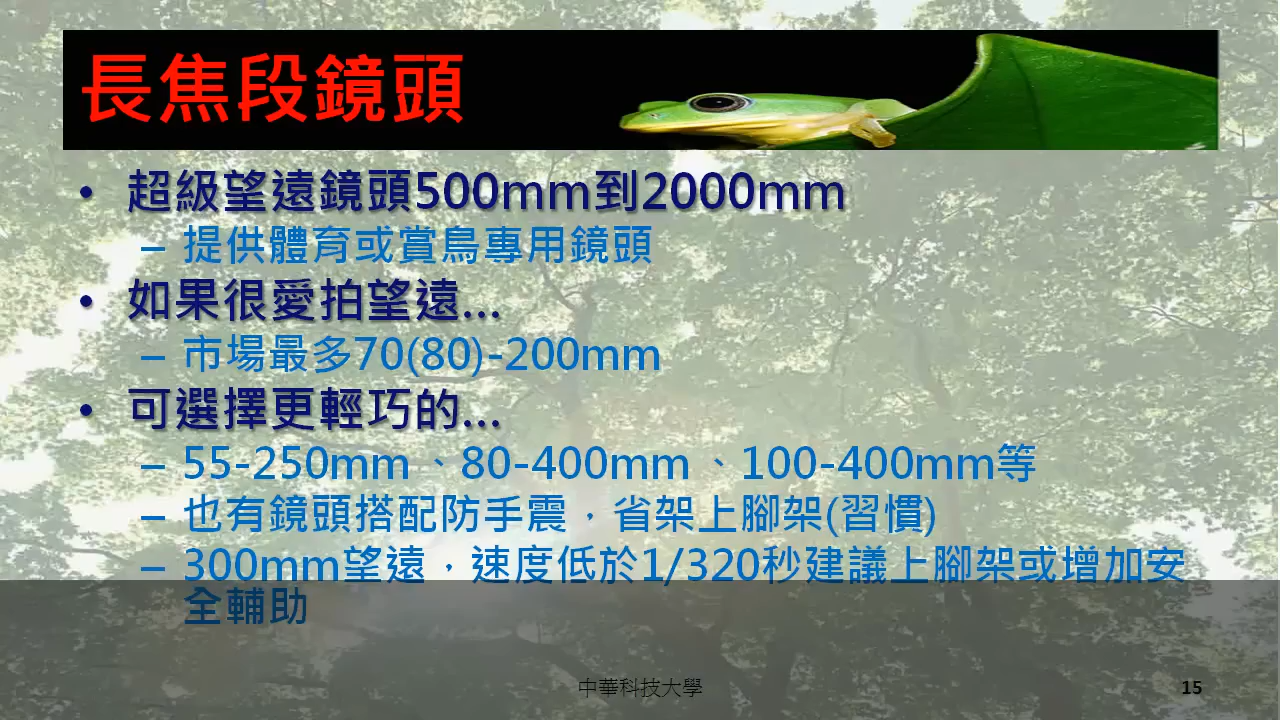 長焦段鏡頭
• 超級望遠鏡頭500mm到2000mm
– 提供體育或賞鳥專用鏡頭
• 如果很愛拍望遠...
– 市場最多70(80)-200mm
• 可選擇更輕巧的...
– 55-250mm、80-400mm、100-400mm等
– 也有鏡頭搭配防手震，省架上腳架(習慣)
– 300mm望遠，速度低於1/320秒建議上腳架或增加安
全輔助
中華科技大學
15